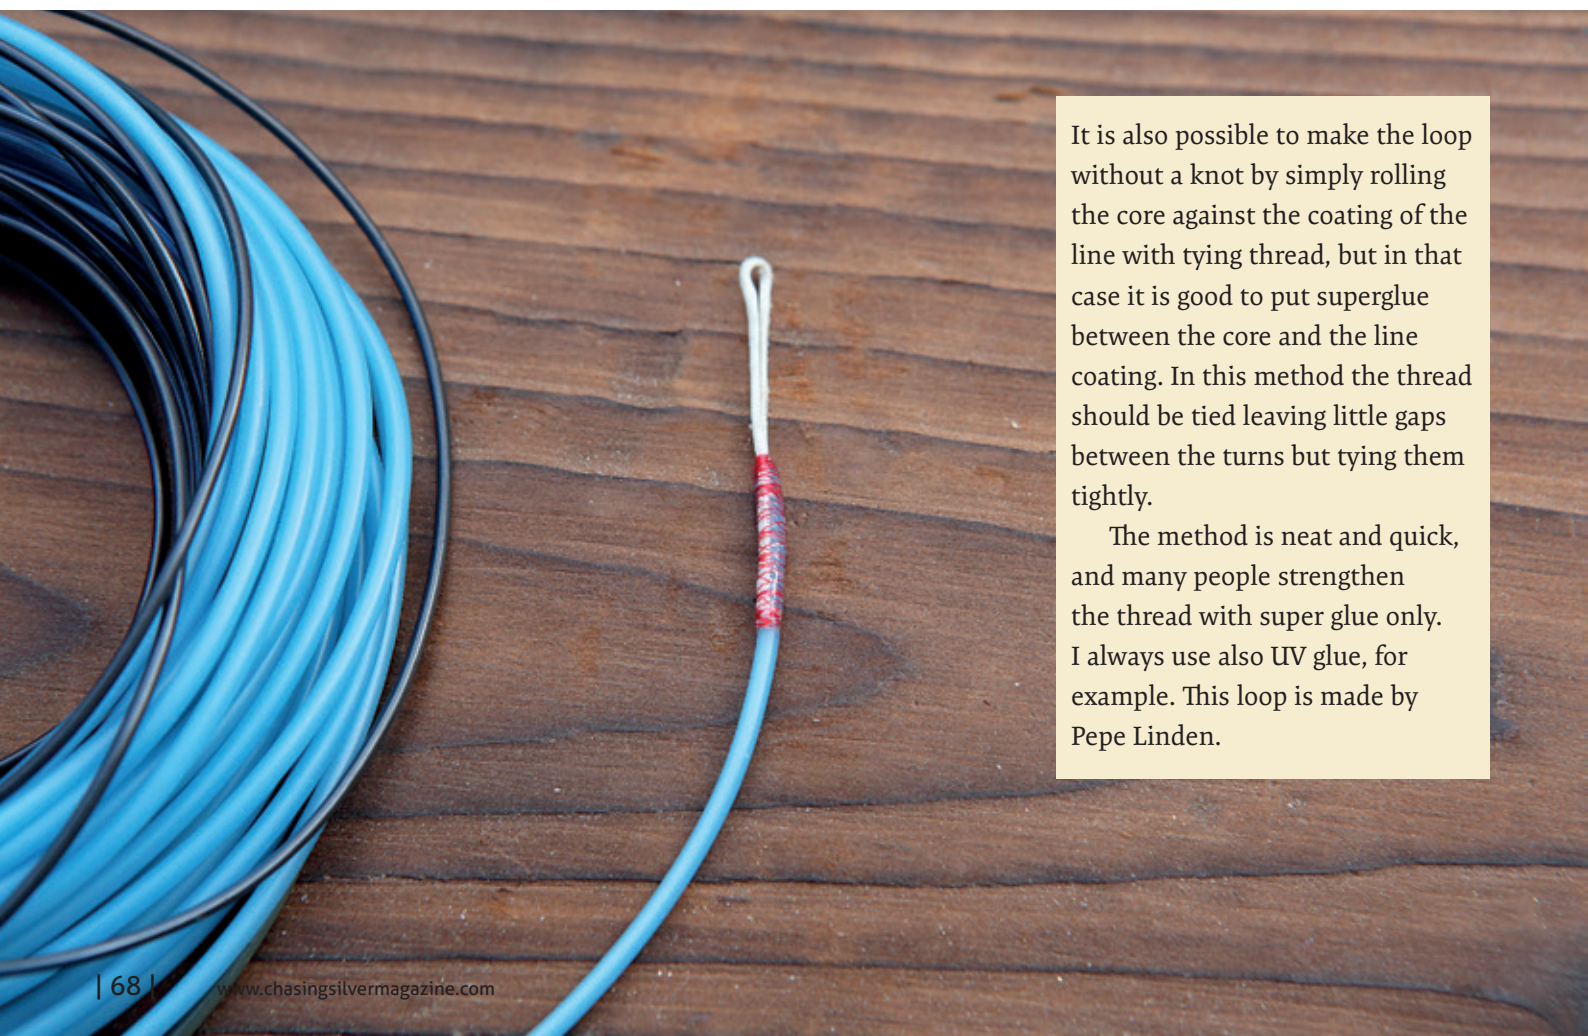 It is also possible to make the loop
without a knot by simply rolling
the core against the coating of the
line with tying thread, but in that
case it is good to put superglue
between the core and the line
coating. In this method the thread
should be tied leaving little gaps
between the turns but tying them
tightly.
The method is neat and quick,
and many people strengthen
the thread with super glue only.
I always use also UV glue, for
example. This loop is made by
Pepe Linden.
| 68 |
www.chasingsilvermagazine.com